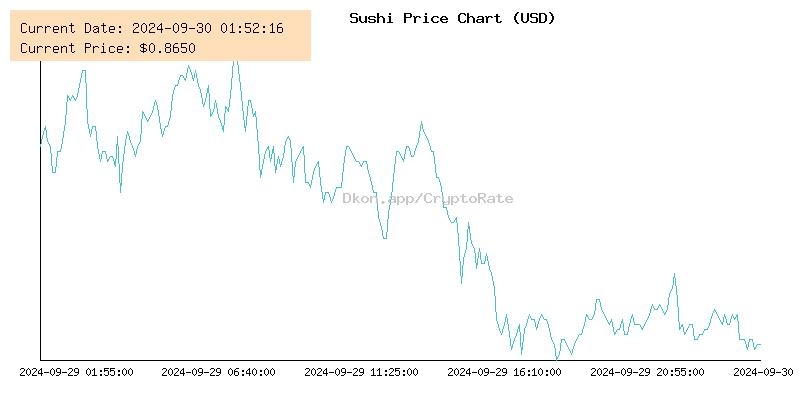 Sushi Price Chart (USD)
Current Date: 2024-09-30 01:52:16
Current Price: $0.8650
Dkon.app/CryptoRate
2024-09-29 01:55:00 2024-09-29 06:40:00 2024-09-29 11:25:00 2024-09-29 16:10:00 2024-09-29 20:55:00 2024-09-30